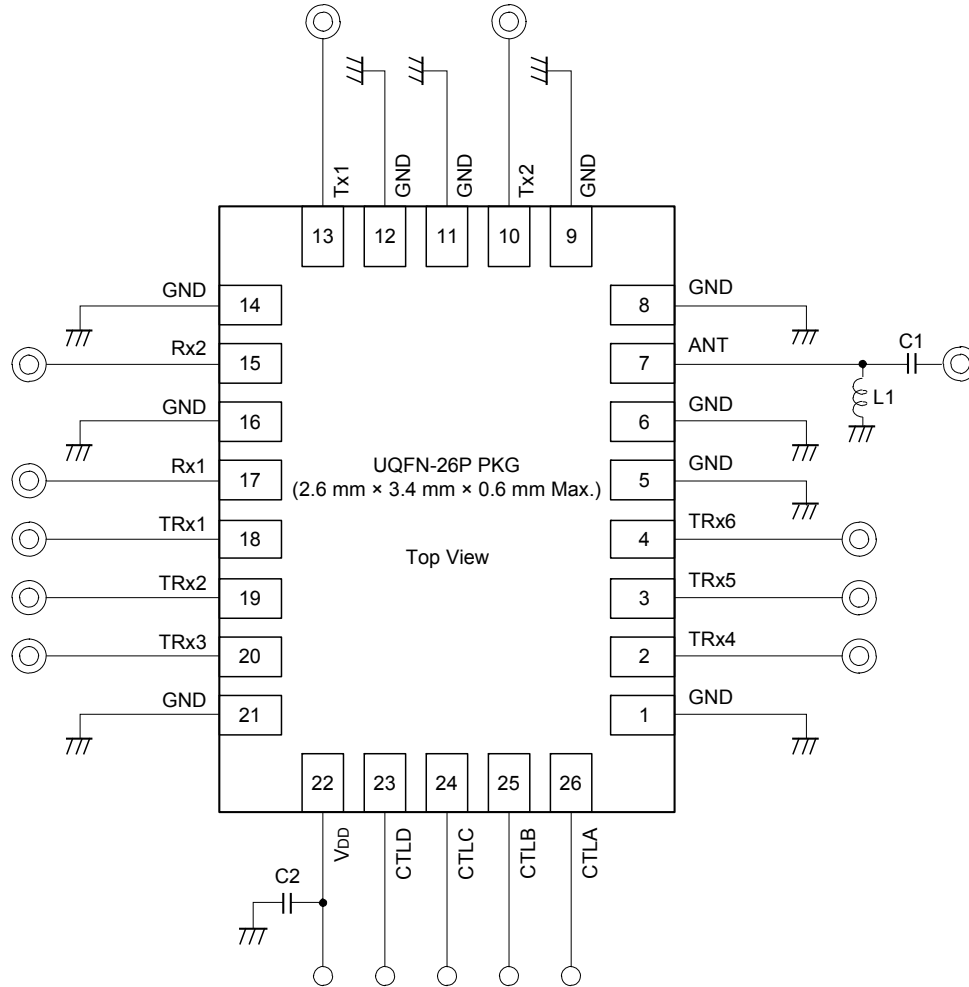 Tx1
GND
GND
Tx2
GND
13
12
11
10
9
GND
14
8
GND
Rx2
15
7
ANT
C1
L1
GND
16
6
GND
Rx1
17
5
GND
UQFN-26P PKG
(2.6 mm × 3.4 mm × 0.6 mm Max.)
Top View
TRx1
18
4
TRx6
TRx2
19
3
TRx5
TRx3
20
2
TRx4
GND
21
1
GND
22
23
24
25
26
VDD
CTLD
CTLC
CTLB
CTLA
C2